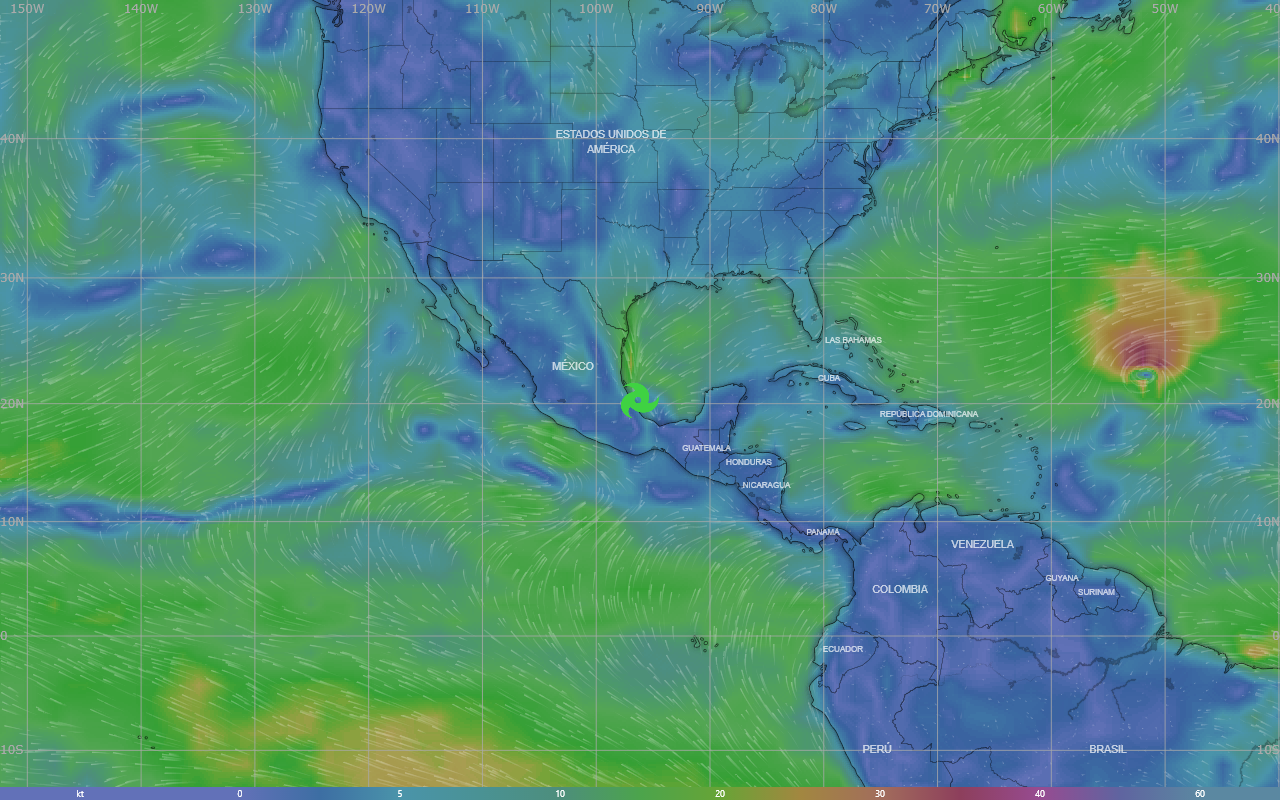 150W 140W 130W 120W 110W 100W 90W 80W 70W 60W 50W 40
ESTADOS UNIDOS DE
AMÉRICA
40N 40N
30N 30N
LAS BAHAMAS
MÉXICO
CUBA
20N 20N
REPÚBLICA DOMINICANA
GUATEMALA
HONDURAS
NICARAGUA
10N 10N
PANAMÁ
VENEZUELA
GUYANA
COLOMBIA
SURINAM
0 0
ECUADOR
10S PERÚ BRASIL 10S
kt 0 5 10 20 30 40 60